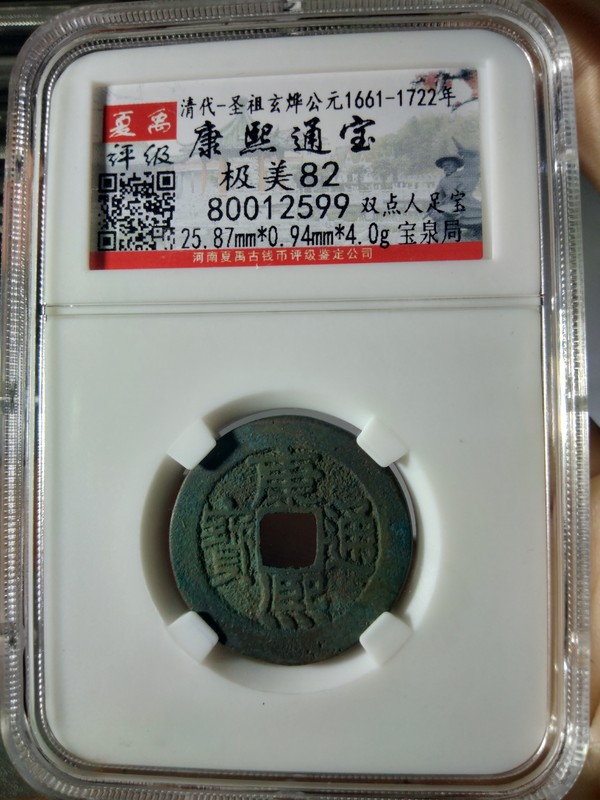 清代-圣祖玄烨公元1661-1722年
夏禹
评级
康熙通宝
极美82
80012599 双点人足宝
25.87mm*0.94mm*4.0g 宝泉局
河南夏禹古钱币评级鉴定公司
康熙通寶